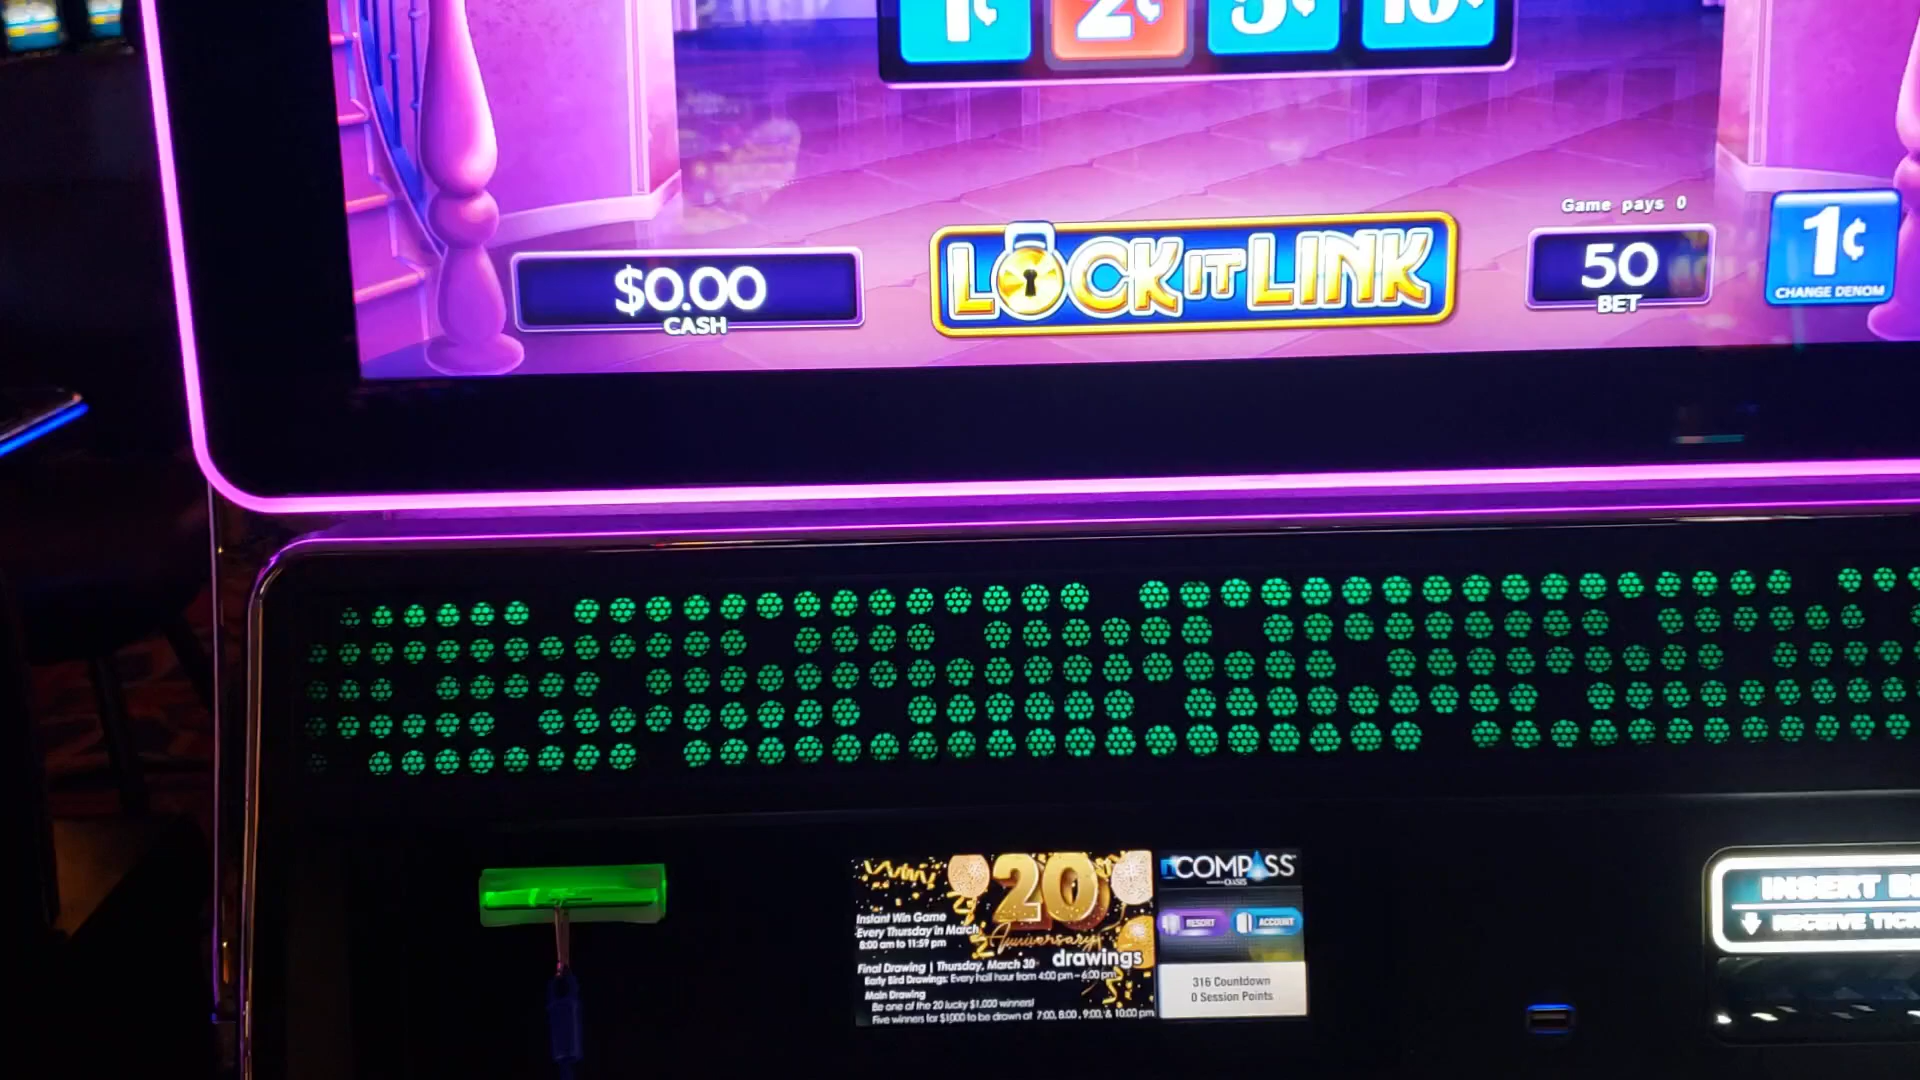 1¢ 2¢ 5¢ 10¢
Game pays 0
$0.00
CASH
LOCK IT LINK
50
BET
1¢
CHANGE DENOM
20
Anniversary
drawings
Instant Win Game
Every Thursday in March
8:00 am to 11:59 pm
Final Drawing | Thursday, March 30
Early Bird Drawings: Every half hour from 4:00 pm – 6:00 pm
Main Drawing
Be one of the 20 lucky $1,000 winners!
Five winners for $1000 to be drawn at 7:00, 8:00, 9:00, & 10:00 pm
nCOMPASS
RESORT
ACCOUNT
316 Countdown
0 Session Points
INSERT
RECEIVE